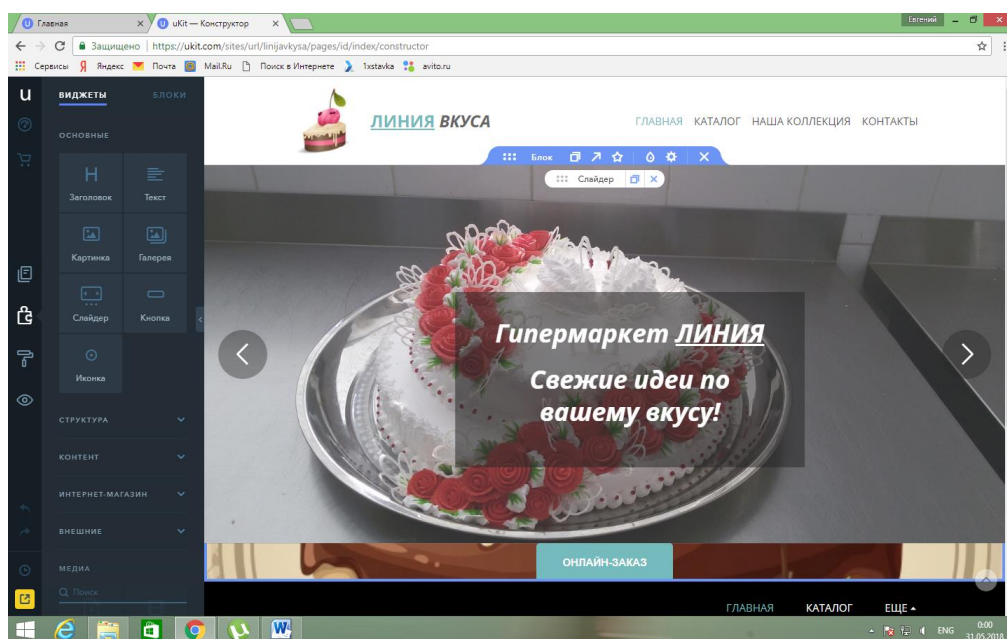 Главная
uKit — Конструктор
Евгений
Защищено
https://ukit.com/sites/url/linijavkysa/pages/id/index/constructor
Сервисы Яндекс Почта Mail.Ru Поиск в Интернете 1xstavka avito.ru
ВИДЖЕТЫ
БЛОКИ
ОСНОВНЫЕ
Заголовок
Текст
Картинка
Галерея
Слайдер
Кнопка
Иконка
СТРУКТУРА
КОНТЕНТ
ИНТЕРНЕТ-МАГАЗИН
ВНЕШНИЕ
МЕДИА
Поиск
ЛИНИЯ ВКУСА
ГЛАВНАЯ КАТАЛОГ НАША КОЛЛЕКЦИЯ КОНТАКТЫ
Блок
Слайдер
Гипермаркет ЛИНИЯ
Свежие идеи по
вашему вкусу!
ОНЛАЙН-ЗАКАЗ
ГЛАВНАЯ КАТАЛОГ ЕЩЕ
ENG
0:00
31.05.2018